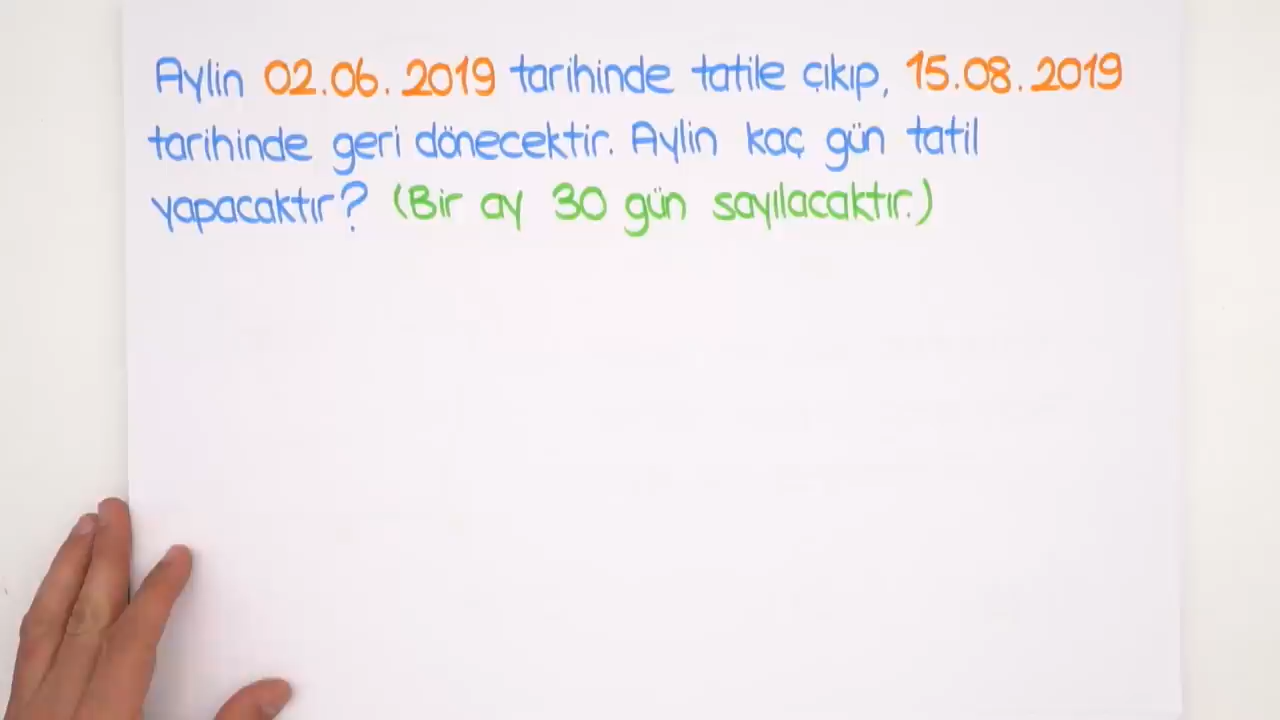 Aylin 02.06.2019 tarihinde tatile çıkıp, 15.08.2019
tarihinde geri dönecektir. Aylin kaç gün tatil
yapacaktır? (Bir ay 30 gün sayılacaktır.)